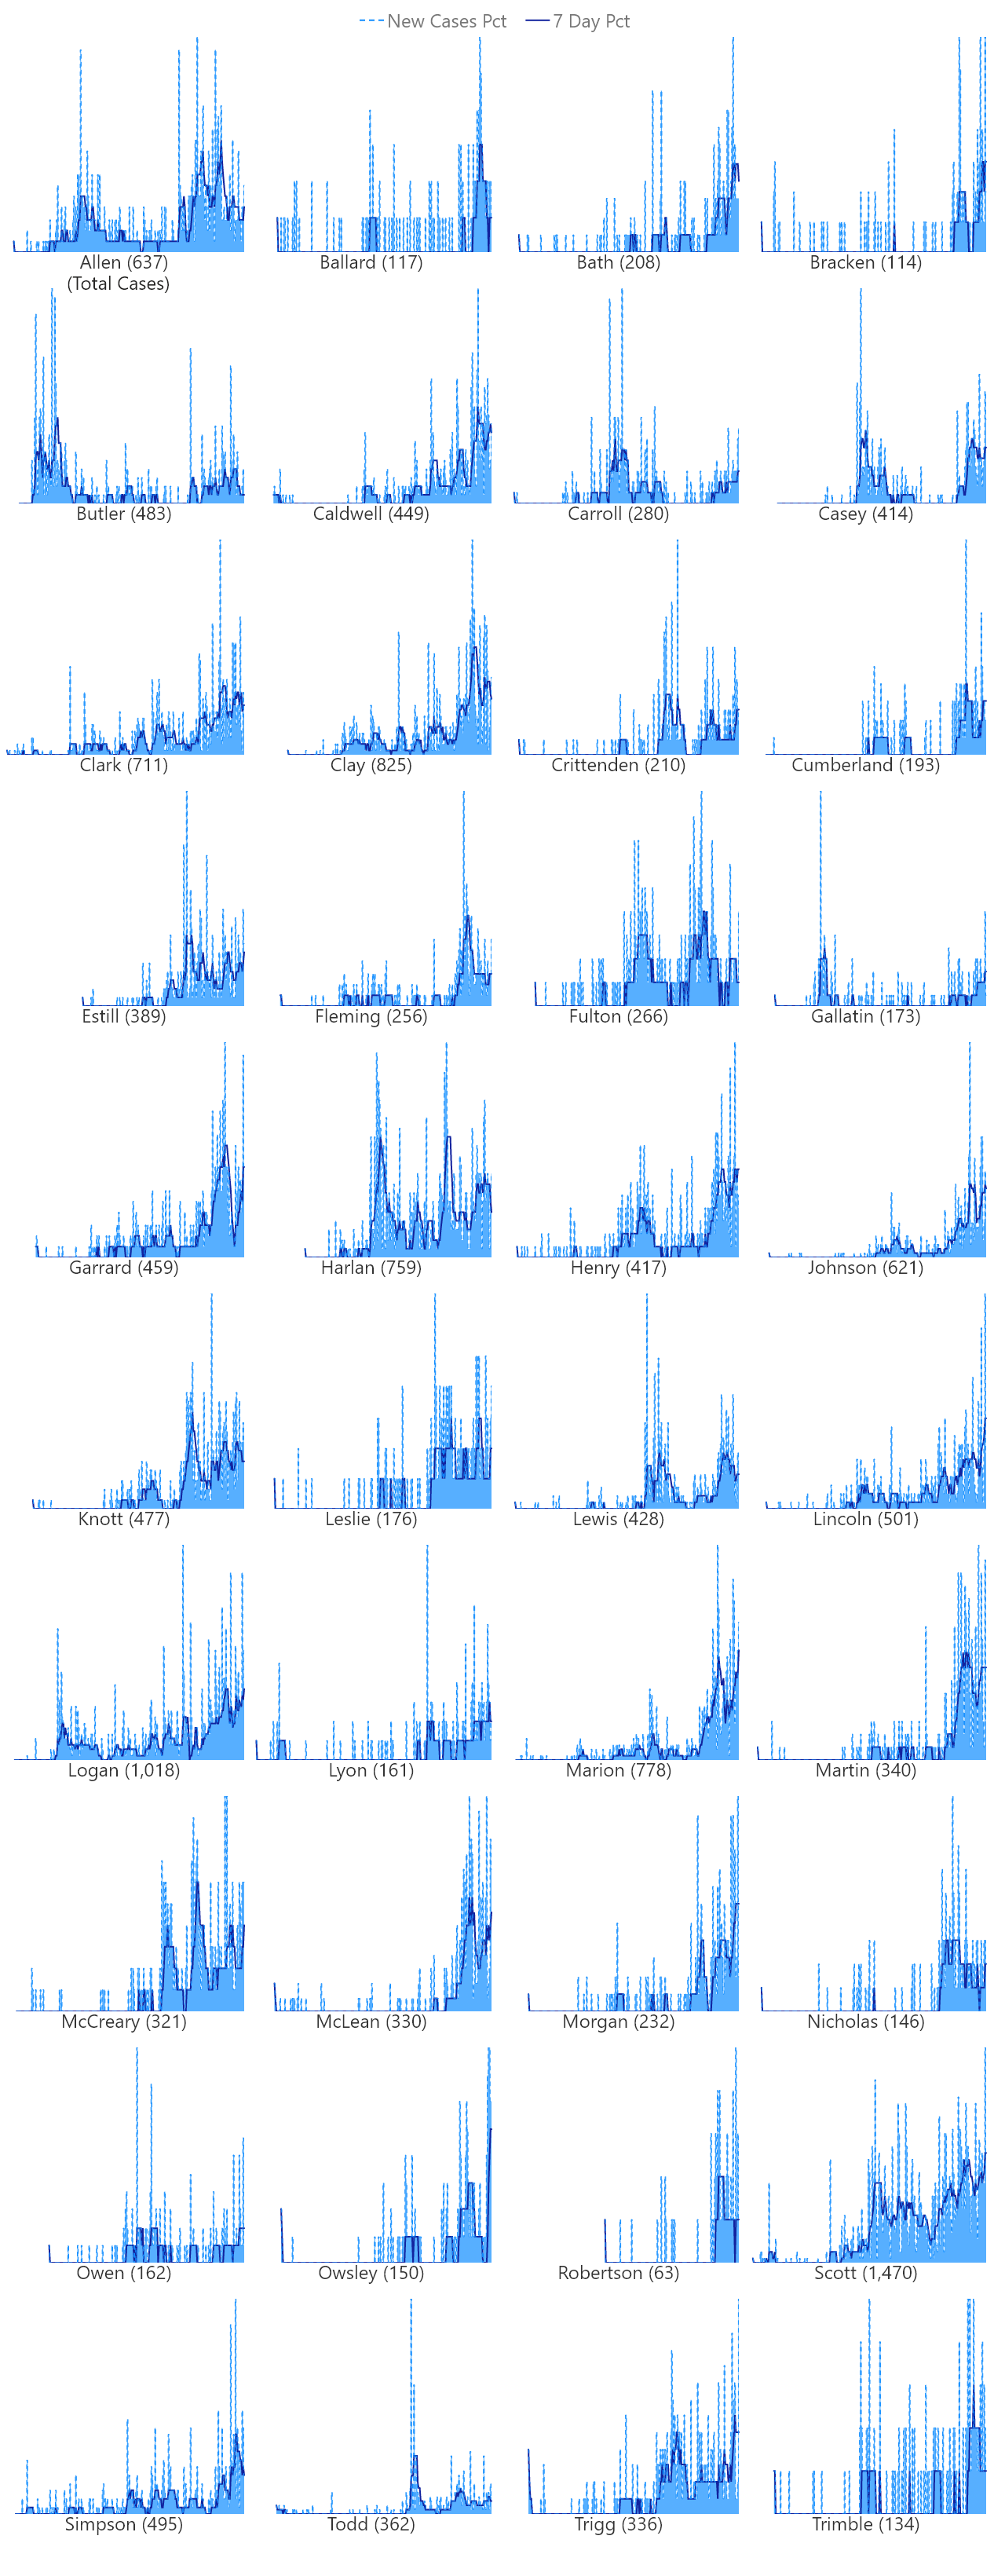 New Cases Pct 7 Day Pct
Allen (637) Ballard (117) Bath (208) Bracken (114)
(Total Cases)
Butler (483) Caldwell (449) Carroll (280) Casey (414)
Clark (711) Clay (825) Crittenden (210) Cumberland (193)
Estill (389) Fleming (256) Fulton (266) Gallatin (173)
Garrard (459) Harlan (759) Henry (417) Johnson (621)
Knott (477) Leslie (176) Lewis (428) Lincoln (501)
Logan (1,018) Lyon (161) Marion (778) Martin (340)
McCreary (321) McLean (330) Morgan (232) Nicholas (146)
Owen (162) Owsley (150) Robertson (63) Scott (1,470)
Simpson (495) Todd (362) Trigg (336) Trimble (134)